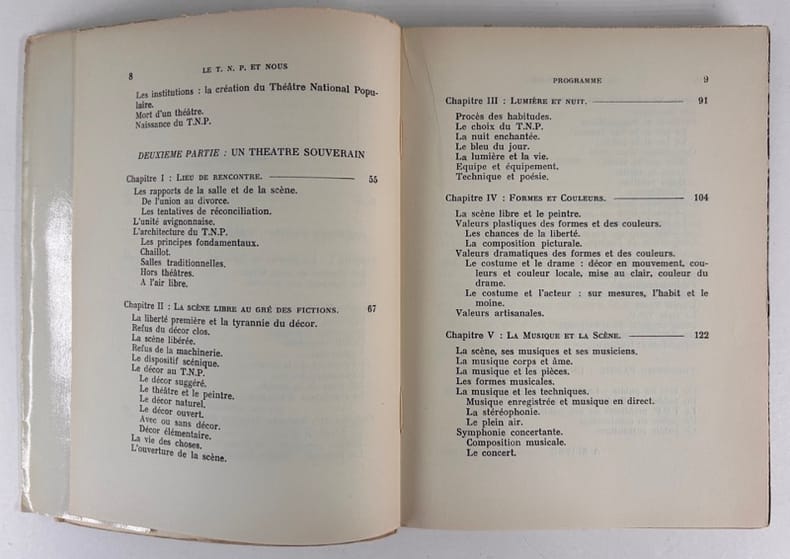 8
LE T. N. P. ET NOUS
Les institutions : la création du Théâtre National Popu-
laire.
Mort d'un théâtre.
Naissance du T.N.P.
DEUXIEME PARTIE : UN THEATRE SOUVERAIN
Chapitre I : LIEU DE RENCONTRE. 55
Les rapports de la salle et de la scène.
De l'union au divorce.
Les tentatives de réconciliation.
L'unité avignonnaise.
L'architecture du T.N.P.
Les principes fondamentaux.
Chaillot.
Salles traditionnelles.
Hors théâtres.
A l'air libre.
Chapitre II : LA SCÈNE LIBRE AU GRÉ DES FICTIONS. 67
La liberté première et la tyrannie du décor.
Refus du décor clos.
La scène libérée.
Refus de la machinerie.
Le dispositif scénique.
Le décor au T.N.P.
Le décor suggéré.
Le théâtre et le peintre.
Le décor naturel.
Le décor ouvert.
Avec ou sans décor.
Décor élémentaire.
La vie des choses.
L'ouverture de la scène.
PROGRAMME 9
Chapitre III : LUMIÈRE ET NUIT. 91
Procès des habitudes.
Le choix du T.N.P.
La nuit enchantée.
Le bleu du jour.
La lumière et la vie.
Equipe et équipement.
Technique et poésie.
Chapitre IV : FORMES ET COULEURS. 104
La scène libre et le peintre.
Valeurs plastiques des formes et des couleurs.
Les chances de la liberté.
La composition picturale.
Valeurs dramatiques des formes et des couleurs.
Le costume et le drame : décor en mouvement, cou-
leurs et couleur locale, mise au clair, couleur du
drame.
Le costume et l'acteur : sur mesures, l'habit et le
moine.
Valeurs artisanales.
Chapitre V : LA MUSIQUE ET LA SCÈNE. 122
La scène, ses musiques et ses musiciens.
La musique corps et âme.
La musique et les pièces.
Les formes musicales.
La musique et les techniques.
Musique enregistrée et musique en direct.
La stéréophonie.
Le plein air.
Symphonie concertante.
Composition musicale.
Le concert.